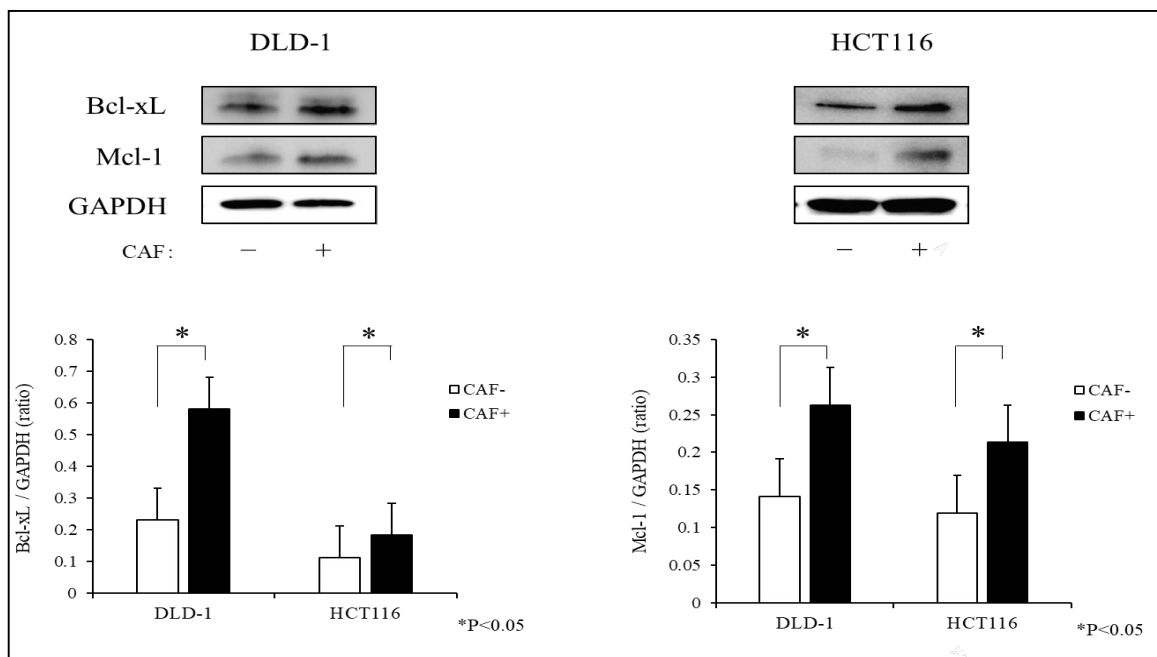 DLD-1
HCT116
Bcl-xL
Mcl-1
GAPDH
CAF : − +
− +
*
*
0.8
0.7
0.6
0.5
0.4
0.3
0.2
0.1
0
Bcl-xL / GAPDH (ratio)
CAF-
CAF+
DLD-1
HCT116
*P<0.05
*
*
0.35
0.3
0.25
0.2
0.15
0.1
0.05
0
Mcl-1 / GAPDH (ratio)
CAF-
CAF+
DLD-1
HCT116
*P<0.05